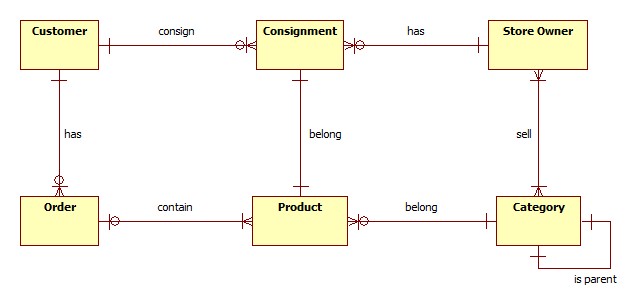 Customer
consign
Consignment
has
Store Owner
has
belong
sell
Order
contain
Product
belong
Category
is parent